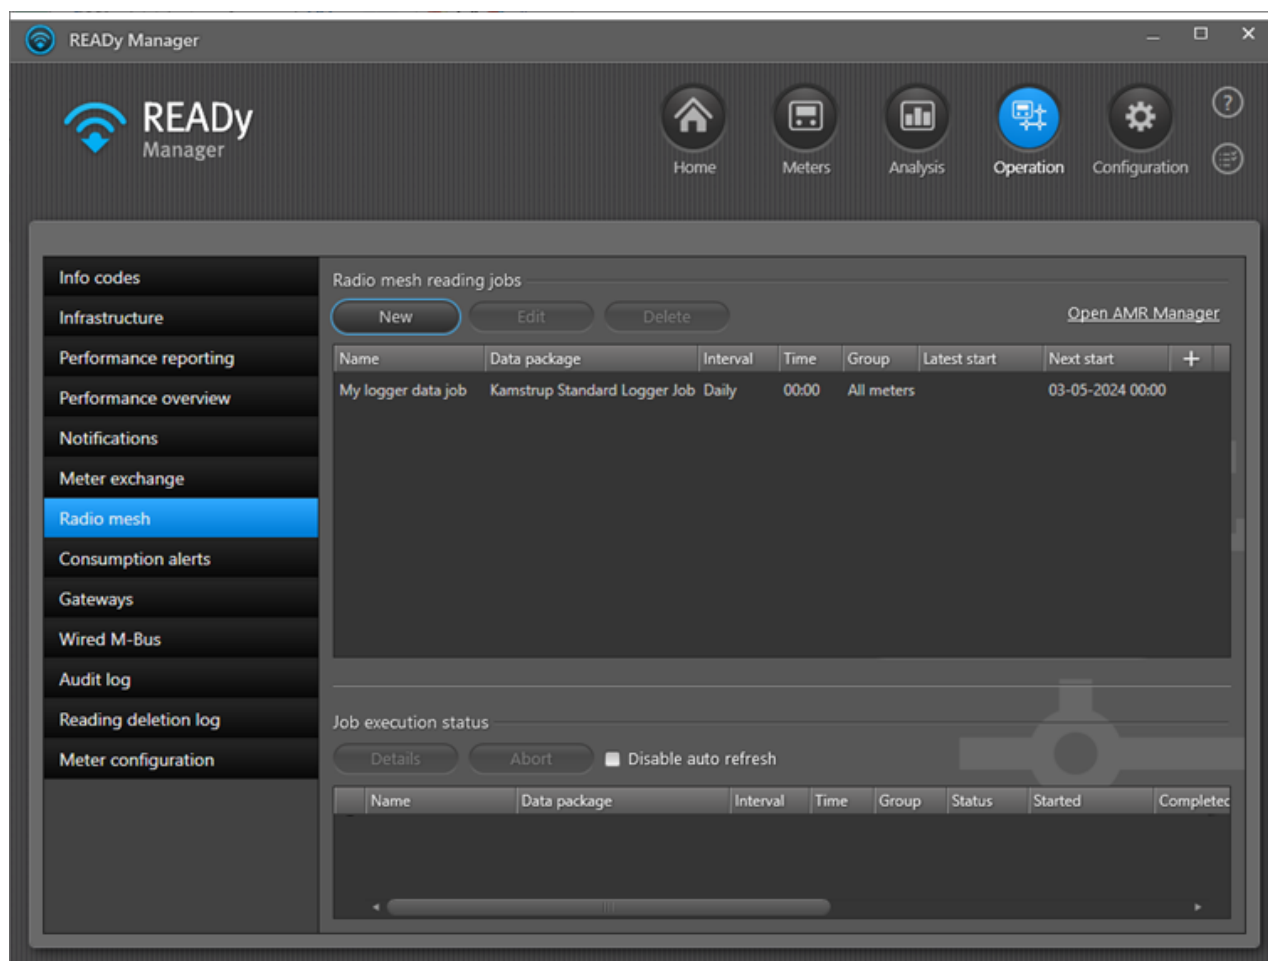 READy Manager
READy
Manager
Home Meters Analysis Operation Configuration
?
Info codes
Infrastructure
Performance reporting
Performance overview
Notifications
Meter exchange
Radio mesh
Consumption alerts
Gateways
Wired M-Bus
Audit log
Reading deletion log
Meter configuration
Radio mesh reading jobs
New Edit Delete Open AMR Manager
Name Data package Interval Time Group Latest start Next start +
My logger data job Kamstrup Standard Logger Job Daily 00:00 All meters 03-05-2024 00:00
Job execution status
Details Abort Disable auto refresh
Name Data package Interval Time Group Status Started Completed